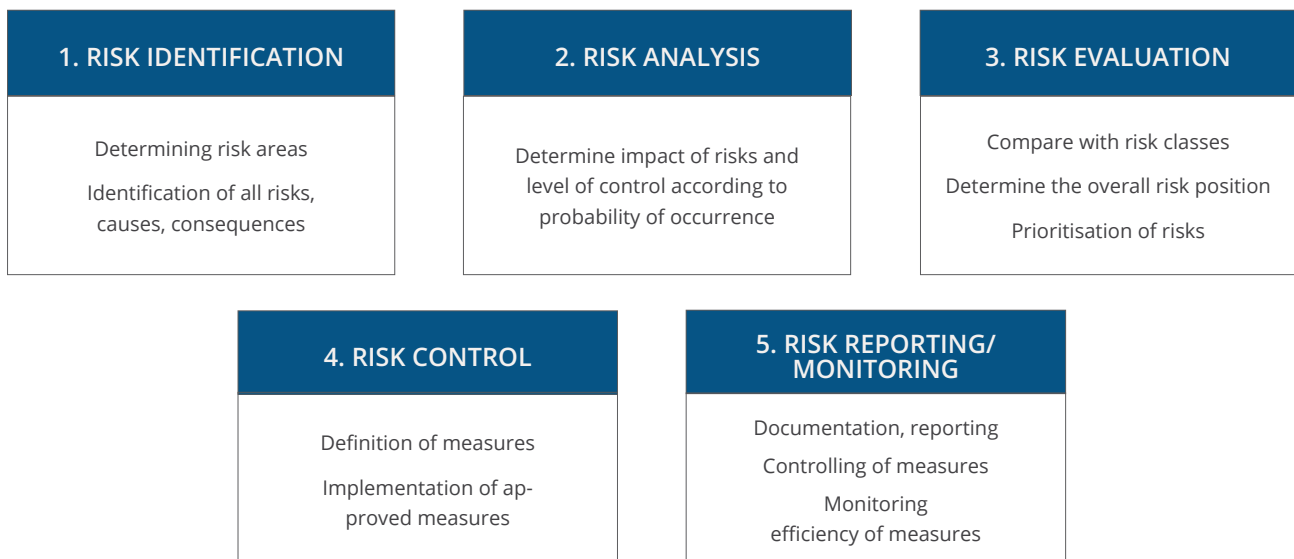 1. RISK IDENTIFICATION
Determining risk areas
Identification of all risks,
causes, consequences
2. RISK ANALYSIS
Determine impact of risks and
level of control according to
probability of occurrence
3. RISK EVALUATION
Compare with risk classes
Determine the overall risk position
Prioritisation of risks
4. RISK CONTROL
Definition of measures
Implementation of ap-
proved measures
5. RISK REPORTING/
MONITORING
Documentation, reporting
Controlling of measures
Monitoring
efficiency of measures